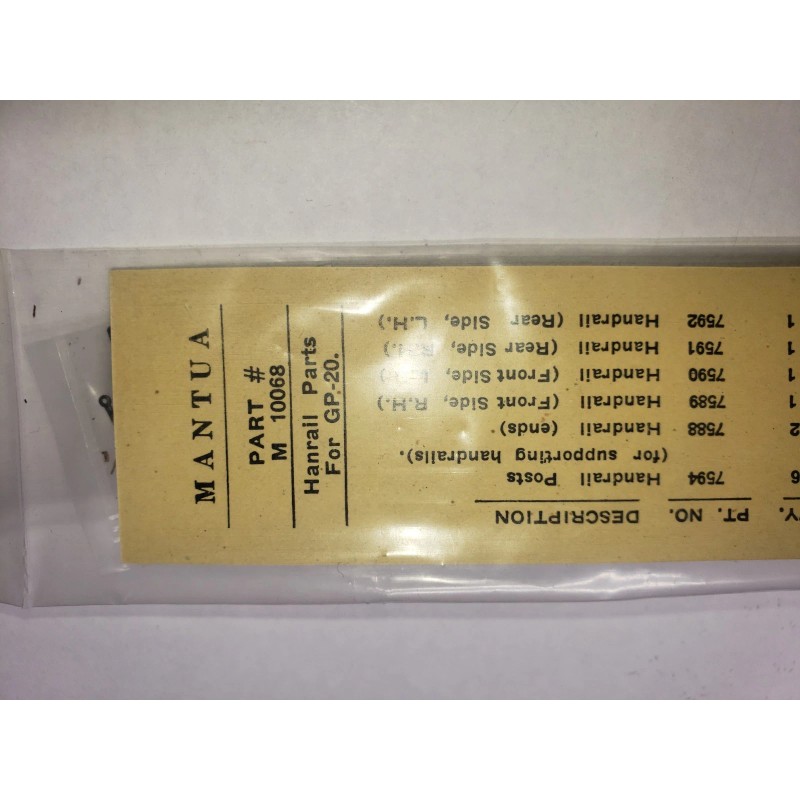 MANTUA
PART #
M 10068
Hanrail Parts
For GP-20.
TY. PT. NO. DESCRIPTION
6 7594 Handrail Posts
(for supporting handrails).
2 7588 Handrail (ends)
1 7589 Handrail (Front Side, R.H.)
1 7590 Handrail (Front Side,
1 7591 Handrail (Rear Side,
1 7592 Handrail (Rear Side, L.H.)